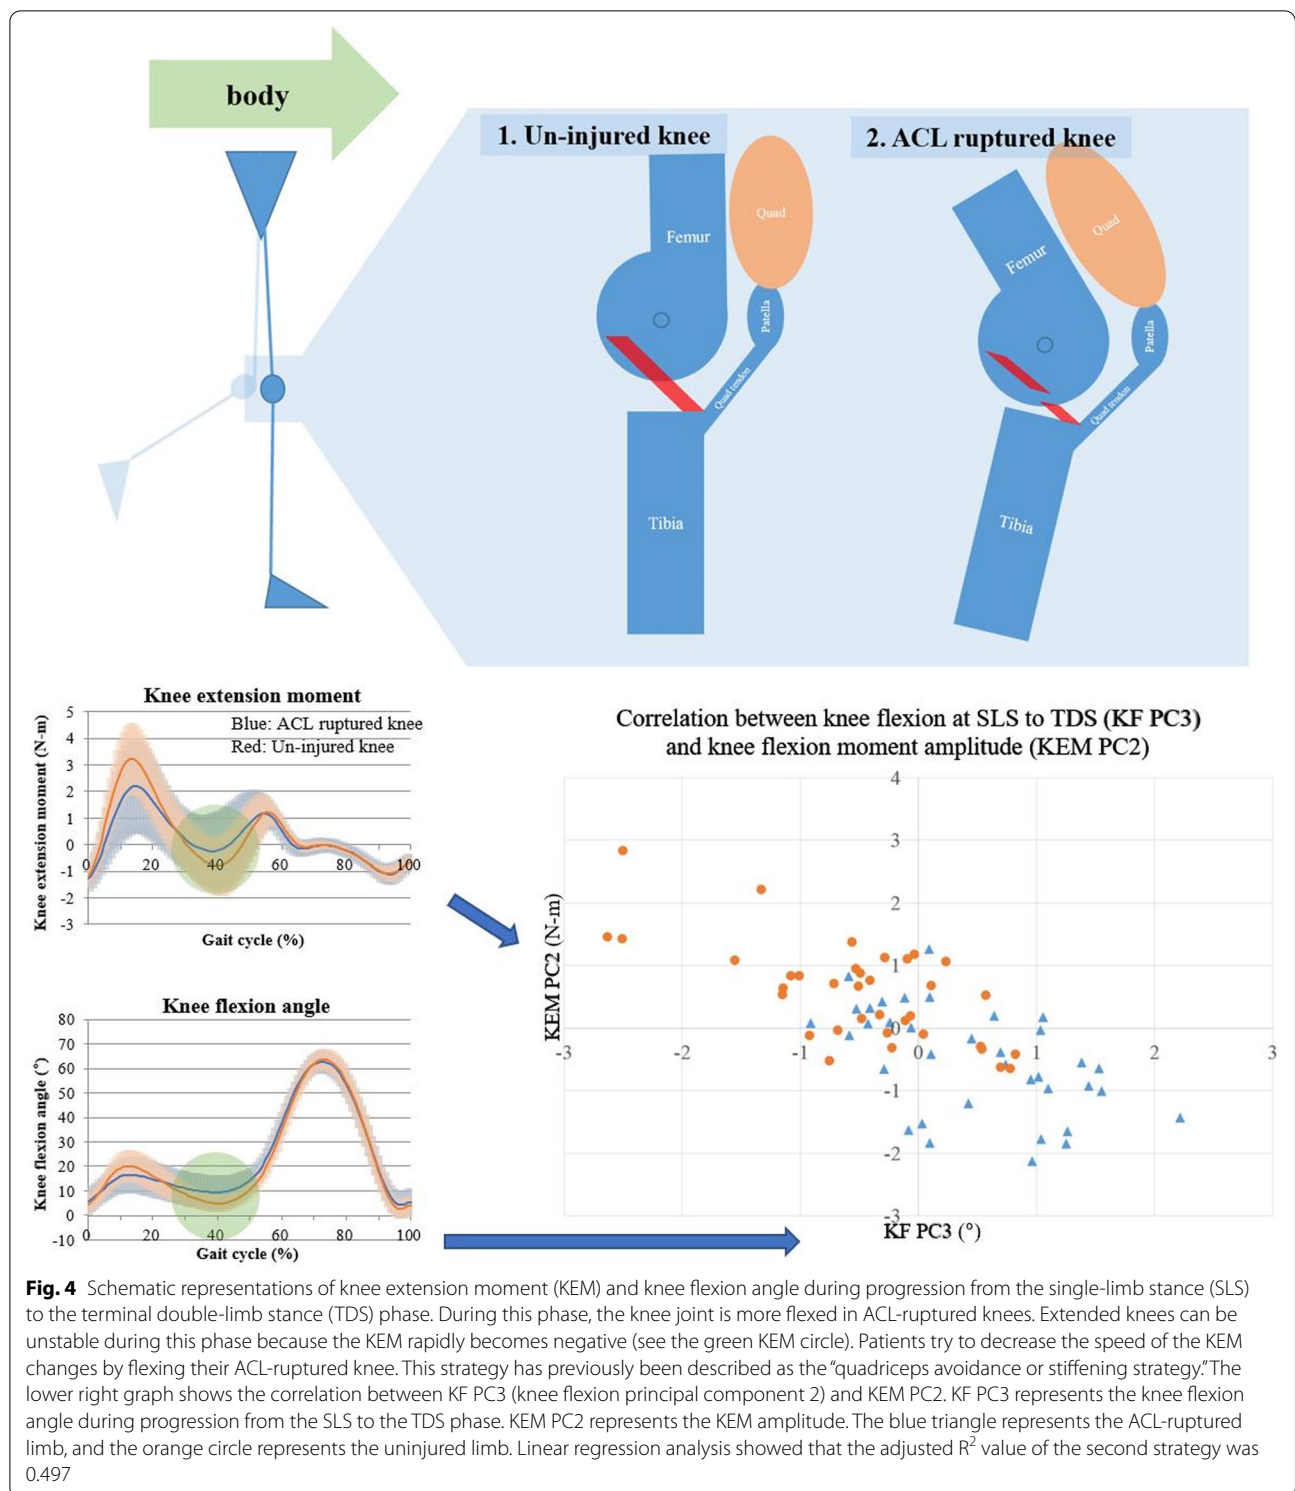 body
1. Un-injured knee
2. ACL ruptured knee
Quad
Femur
Patella
Quad tendon
Tibia
Quad
Femur
Patella
Quad tendon
Tibia
Knee extension moment
Blue: ACL ruptured knee
Red: Un-injured knee
Knee extension moment (N-m)
5
4
3
2
1
0
-1
-2
-3
0 20 40 60 80 100
Gait cycle (%)
Knee flexion angle
Knee flexion angle (°)
80
70
60
50
40
30
20
10
0
-10
0 20 40 60 80 100
Gait cycle (%)
Correlation between knee flexion at SLS to TDS (KF PC3)
and knee flexion moment amplitude (KEM PC2)
KEM PC2 (N-m)
4
3
2
1
0
-1
-2
-3
-3 -2 -1 0 1 2 3
KF PC3 (°)
Fig. 4 Schematic representations of knee extension moment (KEM) and knee flexion angle during progression from the single-limb stance (SLS)
to the terminal double-limb stance (TDS) phase. During this phase, the knee joint is more flexed in ACL-ruptured knees. Extended knees can be
unstable during this phase because the KEM rapidly becomes negative (see the green KEM circle). Patients try to decrease the speed of the KEM
changes by flexing their ACL-ruptured knee. This strategy has previously been described as the “quadriceps avoidance or stiffening strategy.” The
lower right graph shows the correlation between KF PC3 (knee flexion principal component 2) and KEM PC2. KF PC3 represents the knee flexion
angle during progression from the SLS to the TDS phase. KEM PC2 represents the KEM amplitude. The blue triangle represents the ACL-ruptured
limb, and the orange circle represents the uninjured limb. Linear regression analysis showed that the adjusted R² value of the second strategy was
0.497